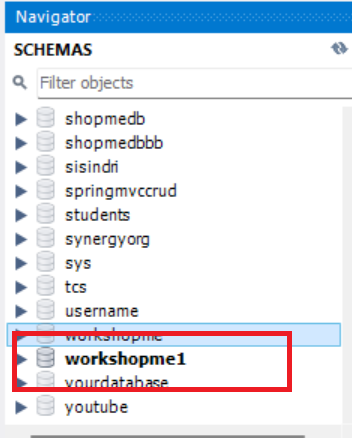 Navigator
SCHEMAS
Filter objects
shopmedb
shopmedbbb
sisindri
springmvccrud
students
synergyorg
sys
tcs
username
workshopme
workshopme1
yourdatabase
youtube